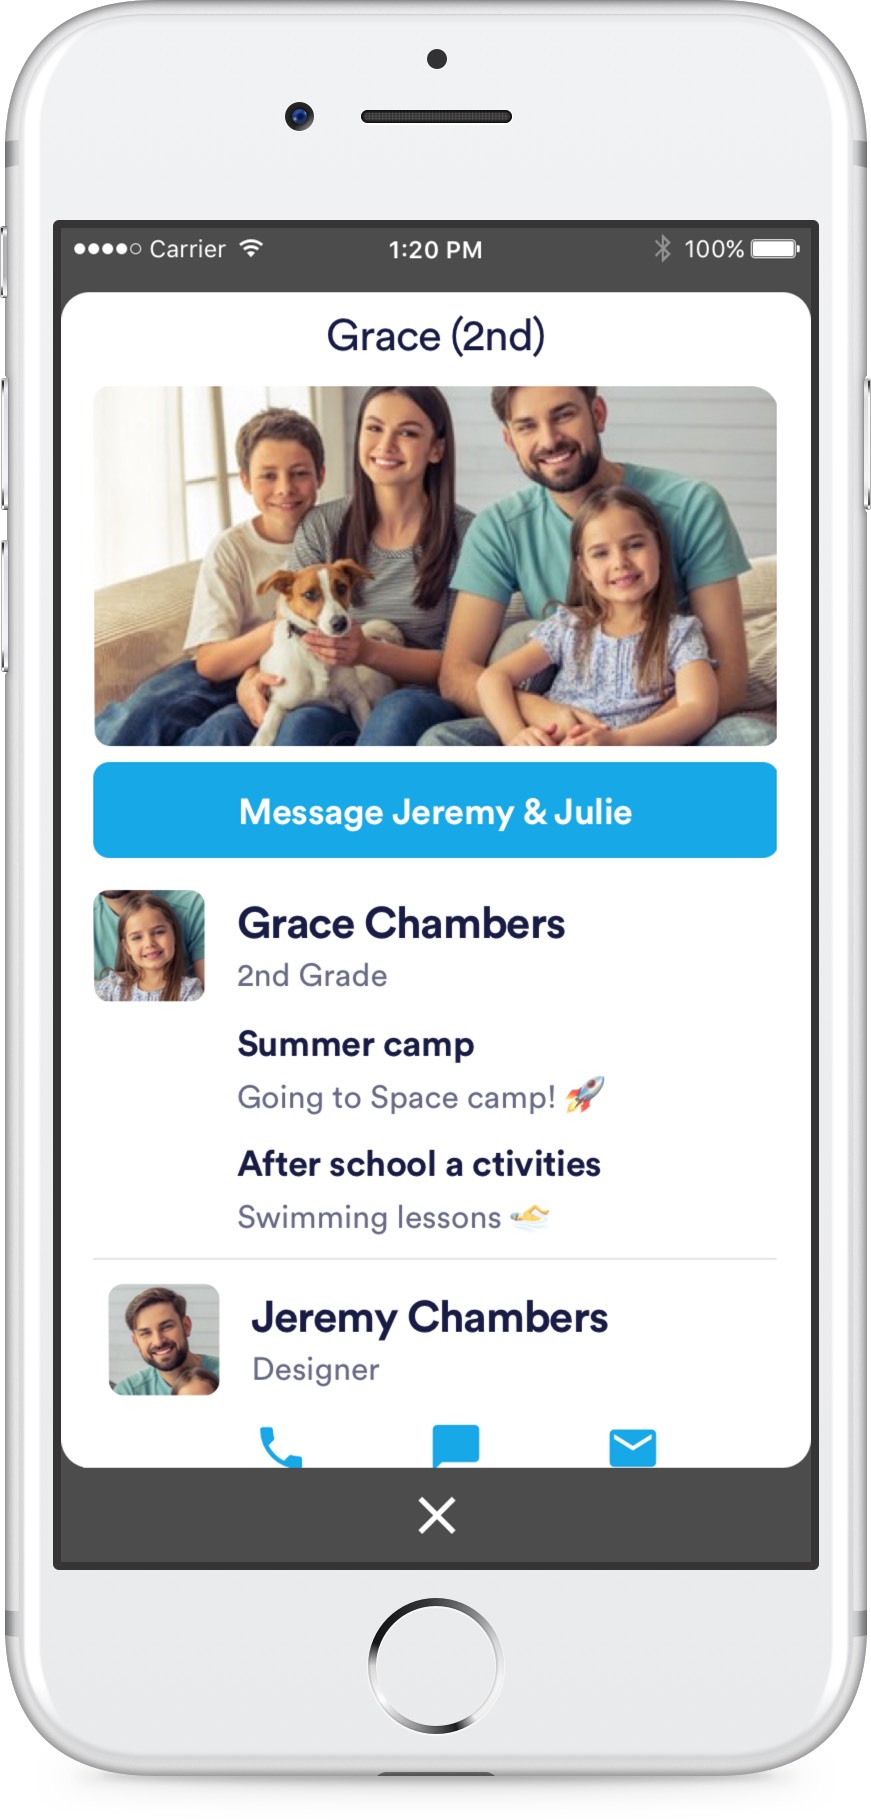 Carrier 1:20 PM 100%
Grace (2nd)
Message Jeremy & Julie
Grace Chambers
2nd Grade
Summer camp
Going to Space camp! 🚀
After school a ctivities
Swimming lessons 🏊
Jeremy Chambers
Designer